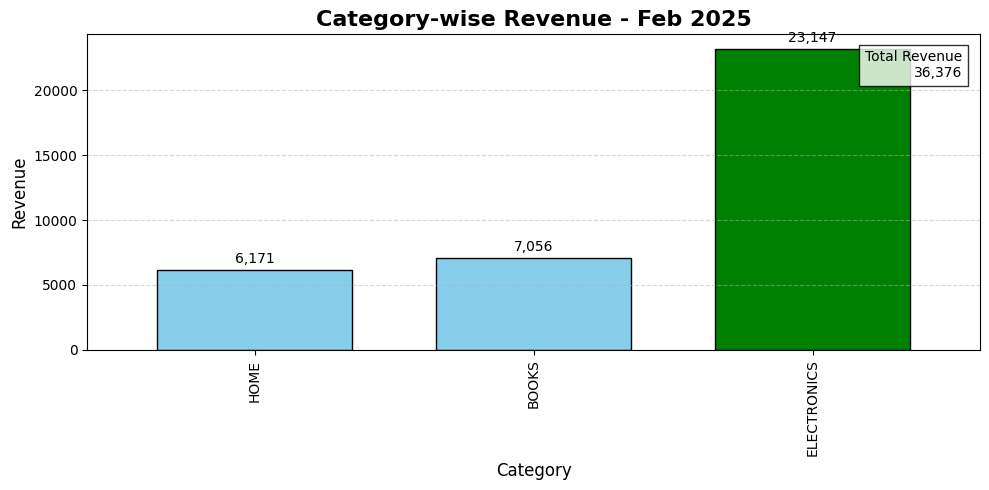 Category-wise Revenue - Feb 2025
23,147
Total Revenue
36,376
20000
15000
10000
7,056
6,171
5000
0
Revenue
HOME
BOOKS
ELECTRONICS
Category